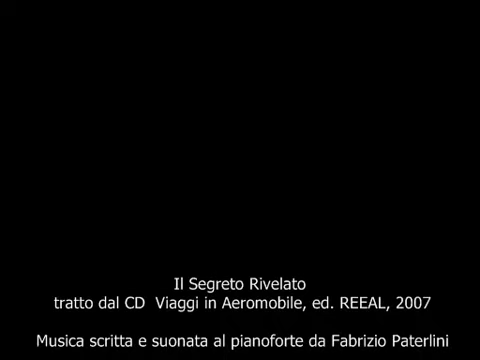 Il Segreto Rivelato
tratto dal CD  Viaggi in Aeromobile, ed. REEAL, 2007
Musica scritta e suonata al pianoforte da Fabrizio Paterlini